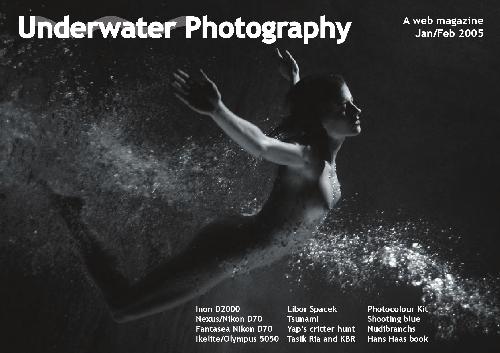 Underwater Photography
A web magazine
Jan/Feb 2005
Inon D2000
Nexus/Nikon D70
Fantasea Nikon D70
Ikelite/Olympus 5050
Libor Spacek
Tsunami
Yap's critter hunt
Tasik Ria and KBR
Photocolour Kit
Shooting blue
Nudibranchs
Hans Haas book